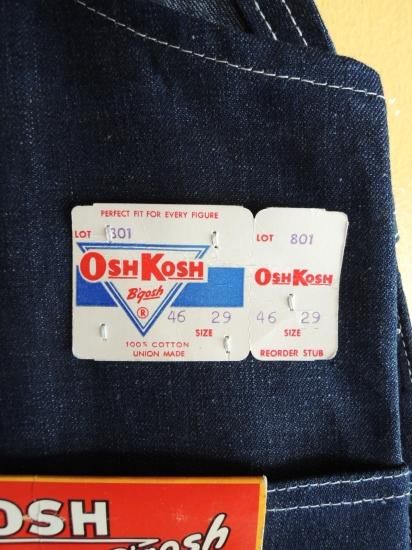 PERFECT FIT FOR EVERY FIGURE
LOT 801
OSHKOSH
B'gosh
®
46 SIZE 29
100% COTTON
UNION MADE
LOT 801
OSHKOSH
46 29
SIZE
REORDER STUB
OSH
B'gosh